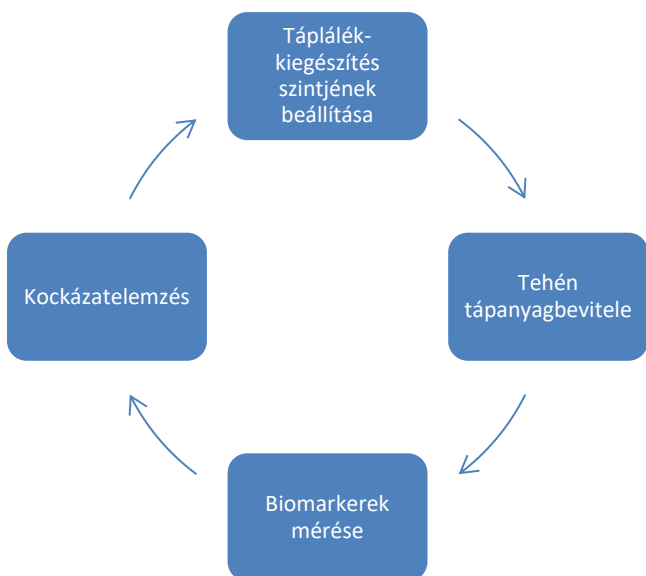 Táplálék-
kiegészítés
szintjének
beállítása
Tehén
tápanyagbevitele
Biomarkerek
mérése
Kockázatelemzés